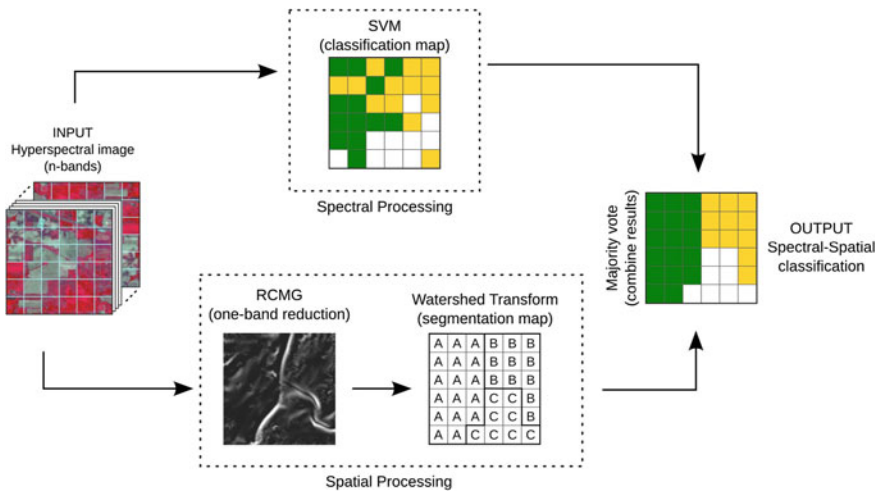 SVM
(classification map)
INPUT
Hyperspectral image
(n-bands)
Spectral Processing
RCMG
(one-band reduction)
Watershed Transform
(segmentation map)
A A A B B B
A A A B B B
A A A B B B
A A A C C B
A A A C C B
A A C C C C
Spatial Processing
Majority vote
(combine results)
OUTPUT
Spectral-Spatial
classification